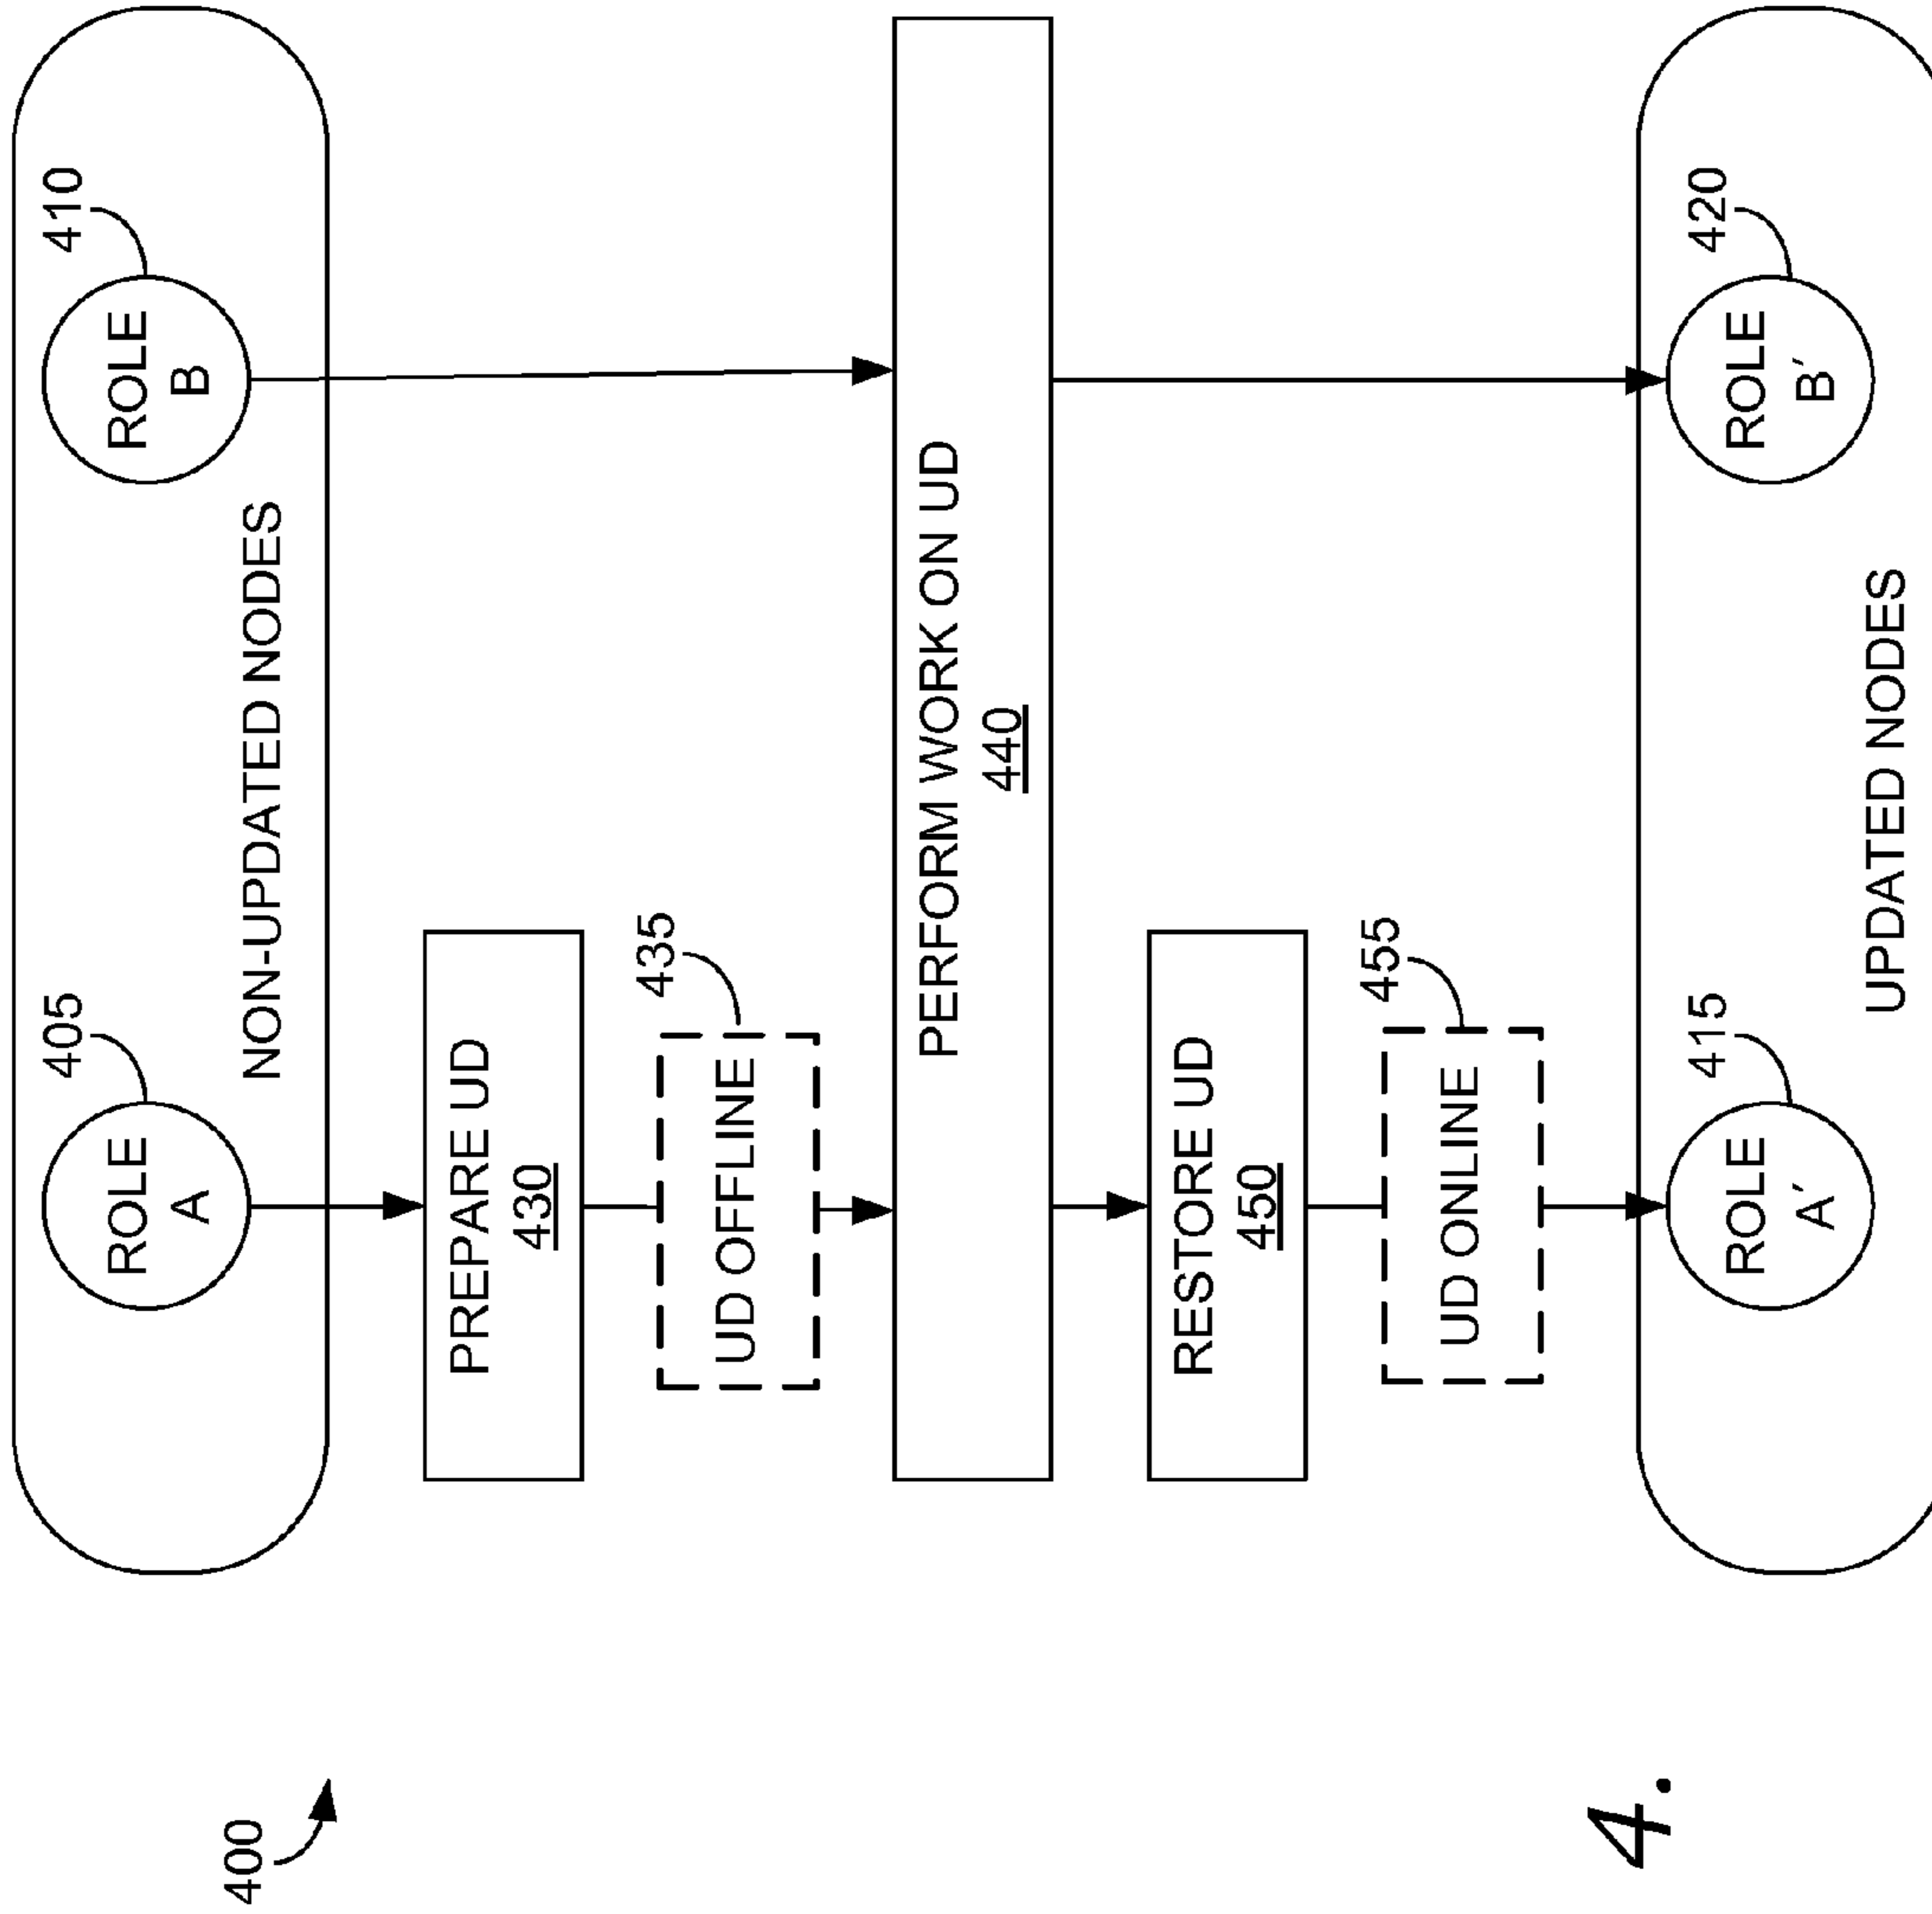 400
405
ROLE
A
410
ROLE
B
NON-UPDATED NODES
PREPARE UD
430
435
UD OFFLINE
PERFORM WORK ON UD
440
RESTORE UD
450
455
UD ONLINE
415
ROLE
A´
420
ROLE
B´
UPDATED NODES
4.